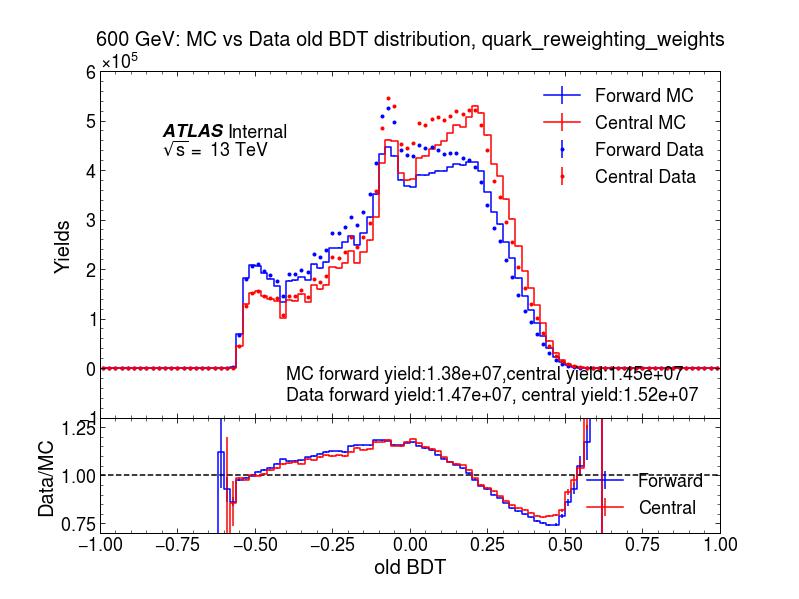 600 GeV: MC vs Data old BDT distribution, quark_reweighting_weights
×10⁵
6
5
4
3
2
1
0
−1
Yields
ATLAS Internal
√s = 13 TeV
Forward MC
Central MC
Forward Data
Central Data
MC forward yield:1.38e+07,central yield:1.45e+07
Data forward yield:1.47e+07, central yield:1.52e+07
1.25
1.00
0.75
Data/MC
Forward
Central
−1.00 −0.75 −0.50 −0.25 0.00 0.25 0.50 0.75 1.00
old BDT